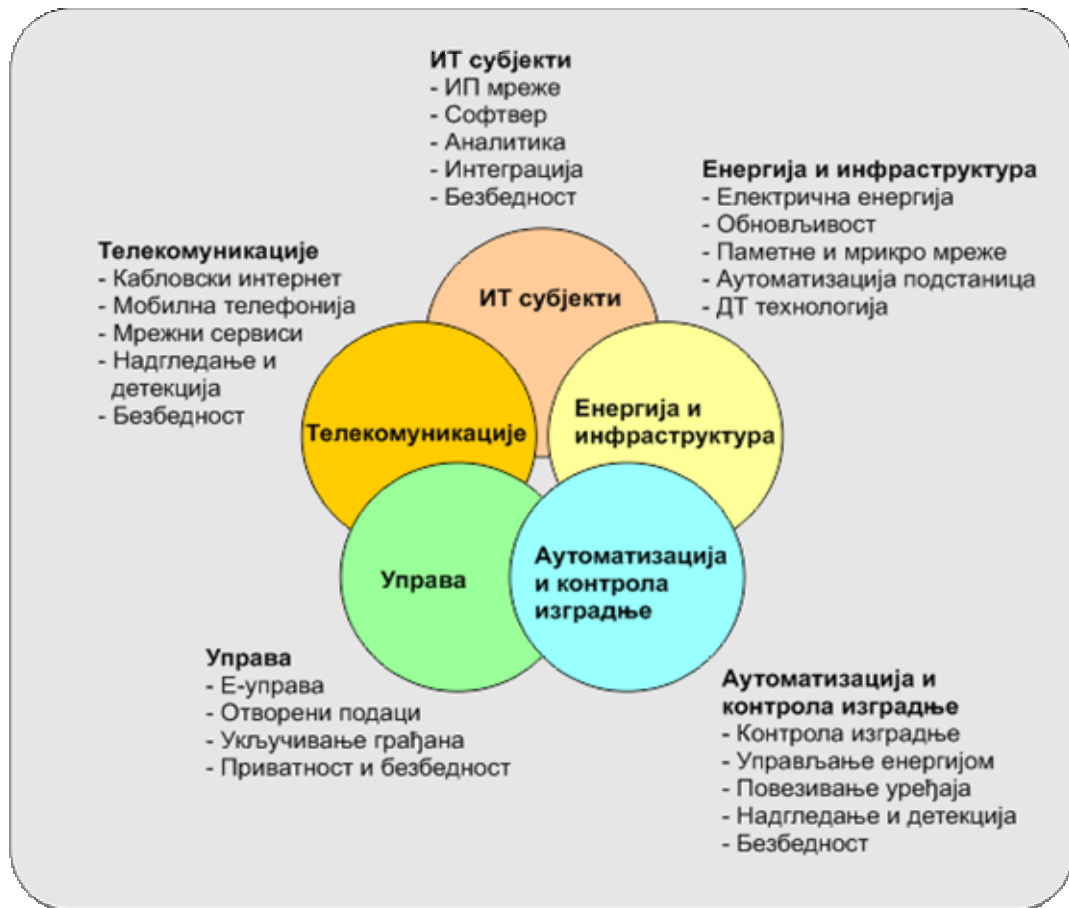 ИТ субјекти
- ИП мреже
- Софтвер
- Аналитика
- Интеграција
- Безбедност
Енергија и инфраструктура
- Електрична енергија
- Обновљивост
- Паметне и мрикро мреже
- Аутоматизација подстаница
- ДТ технологија
Телекомуникације
- Кабловски интернет
- Мобилна телефонија
- Мрежни сервиси
- Надгледање и
детекција
- Безбедност
ИТ субјекти
Телекомуникације
Енергија и
инфраструктура
Управа
Аутоматизација
и контрола
изградње
Управа
- Е-управа
- Отворени подаци
- Укључивање грађана
- Приватност и безбедност
Аутоматизација и
контрола изградње
- Контрола изградње
- Управљање енергијом
- Повезивање уређаја
- Надгледање и детекција
- Безбедност